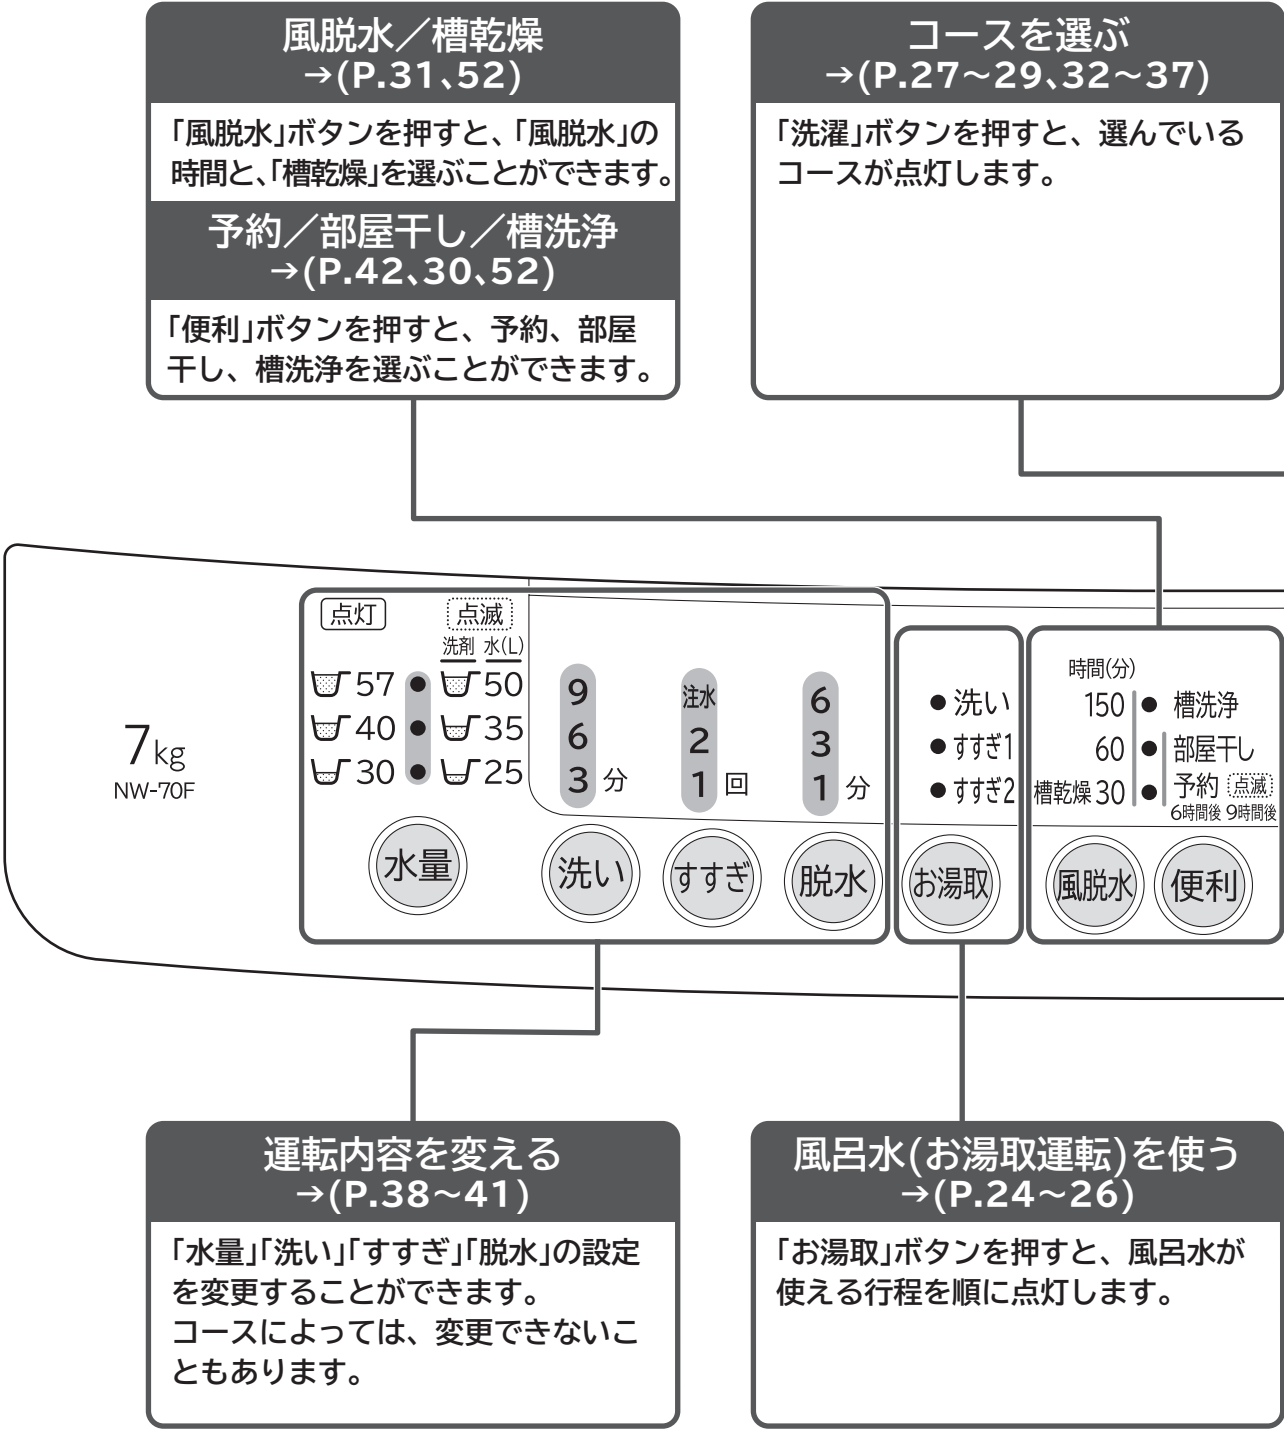 風脱水／槽乾燥
→(P.31、52)
「風脱水」ボタンを押すと、「風脱水」の
時間と、「槽乾燥」を選ぶことができます。
予約／部屋干し／槽洗浄
→(P.42、30、52)
「便利」ボタンを押すと、予約、部屋
干し、槽洗浄を選ぶことができます。
コースを選ぶ
→(P.27～29、32～37)
「洗濯」ボタンを押すと、選んでいる
コースが点灯します。
7kg
NW-70F
点灯 点滅
洗剤 水(L)
57 50
40 35
30 25
水量
9
6
3 分
洗い
注水
2
1 回
すすぎ
6
3
1 分
脱水
洗い
すすぎ1
すすぎ2
お湯取
時間(分)
150 槽洗浄
60 部屋干し
槽乾燥 30 予約 点滅
6時間後 9時間後
風脱水 便利
運転内容を変える
→(P.38～41)
「水量」「洗い」「すすぎ」「脱水」の設定
を変更することができます。
コースによっては、変更できないこ
ともあります。
風呂水(お湯取運転)を使う
→(P.24～26)
「お湯取」ボタンを押すと、風呂水が
使える行程を順に点灯します。